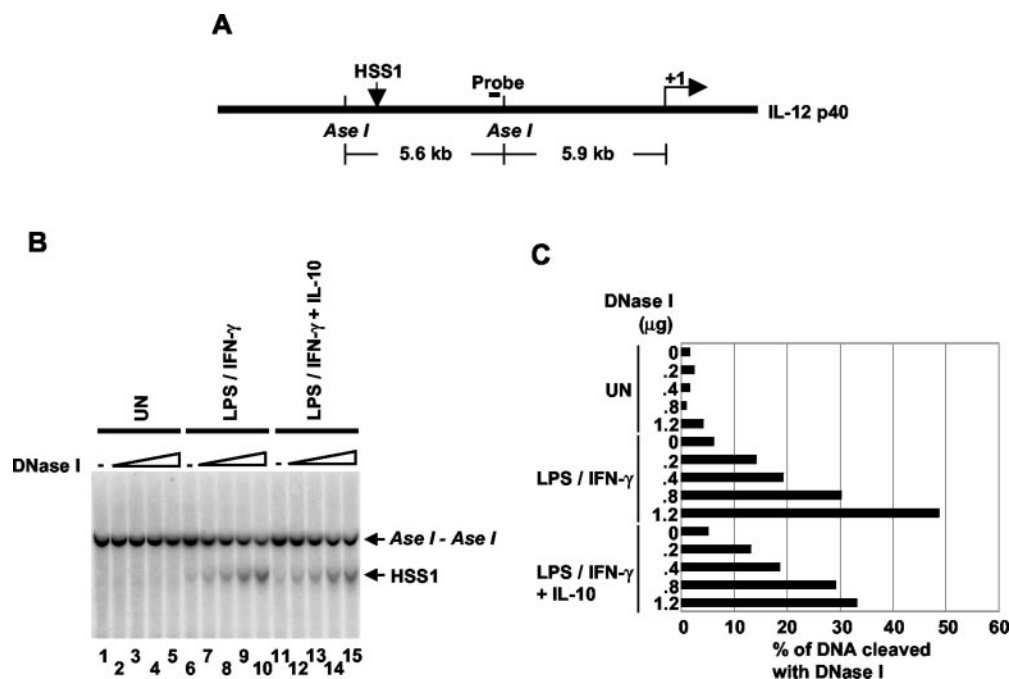 A
HSS1
Probe
+1
IL-12 p40
Ase I
Ase I
5.6 kb
5.9 kb
B
UN
LPS / IFN-γ
LPS / IFN-γ + IL-10
DNase I
-
-
-
Ase I - Ase I
HSS1
1 2 3 4 5 6 7 8 9 10 11 12 13 14 15
C
DNase I
(μg)
UN
0
.2
.4
.8
1.2
LPS / IFN-γ
0
.2
.4
.8
1.2
LPS / IFN-γ
+ IL-10
0
.2
.4
.8
1.2
0 10 20 30 40 50 60
% of DNA cleaved
with DNase I